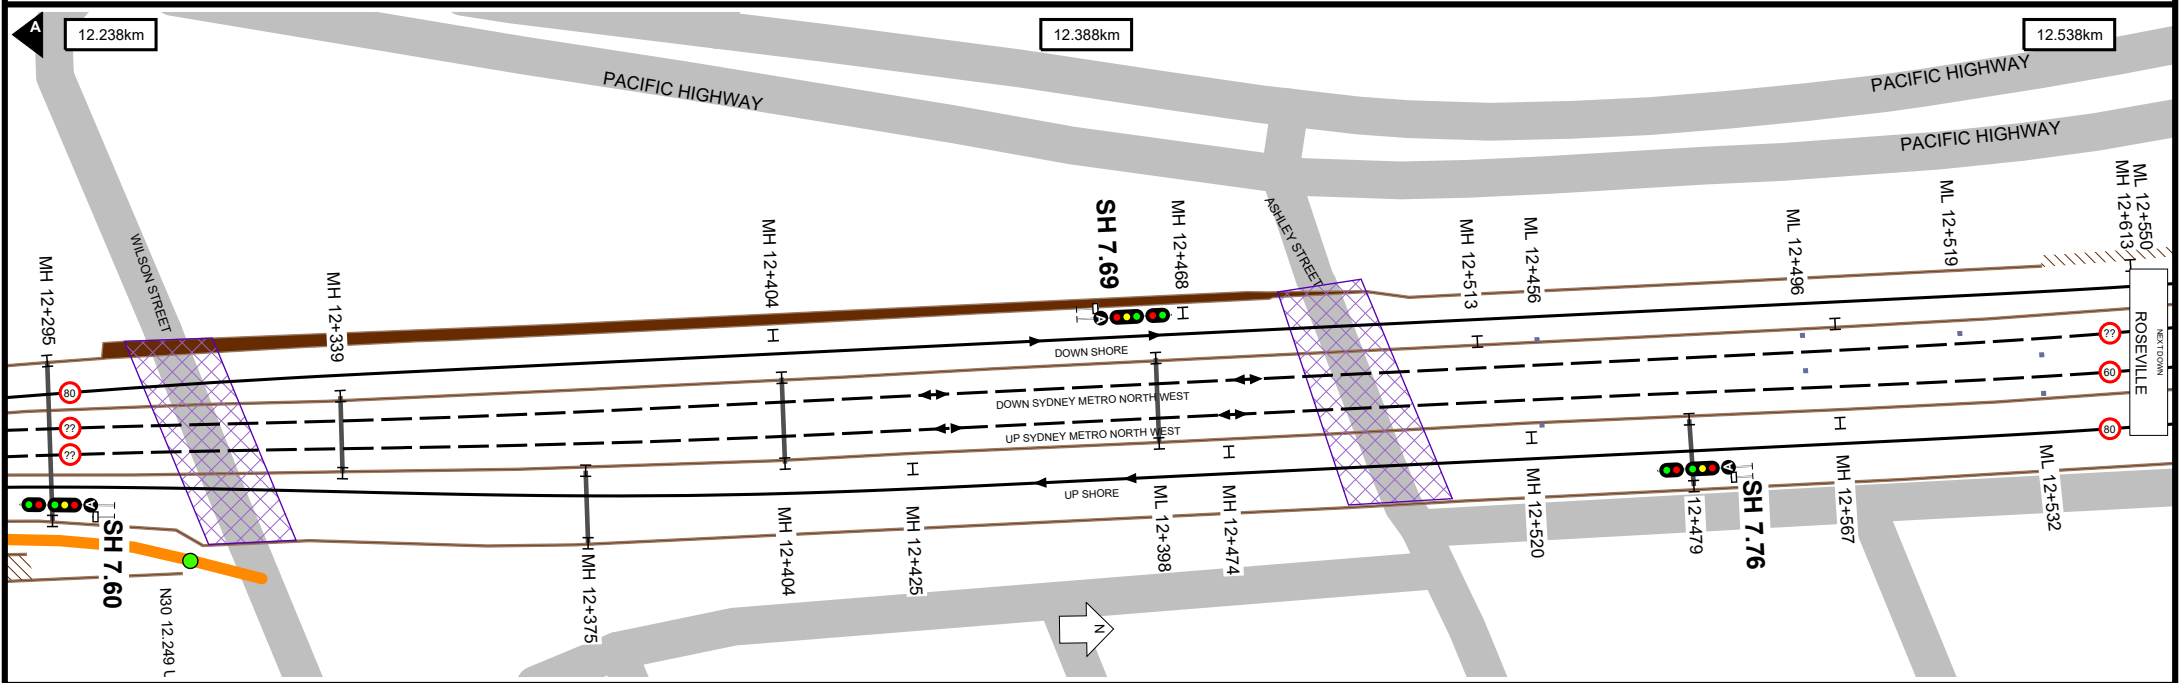 A
12.238km
12.388km
12.538km
PACIFIC HIGHWAY
PACIFIC HIGHWAY
PACIFIC HIGHWAY
WILSON STREET
ASHLEY STREET
MH 12+295
MH 12+339
MH 12+404
SH 7.69
MH 12+468
MH 12+513
ML 12+456
ML 12+496
ML 12+519
ML 12+550
MH 12+613
A
80
??
??
DOWN SHORE
DOWN SYDNEY METRO NORTH WEST
UP SYDNEY METRO NORTH WEST
UP SHORE
??
60
80
ROSEVILLE
NEXT DOWN
A
SH 7.60
N30 12.249 L
MH 12+375
MH 12+404
MH 12+425
ML 12+398
MH 12+474
MH 12+520
12+479
A
SH 7.76
MH 12+567
ML 12+532
N